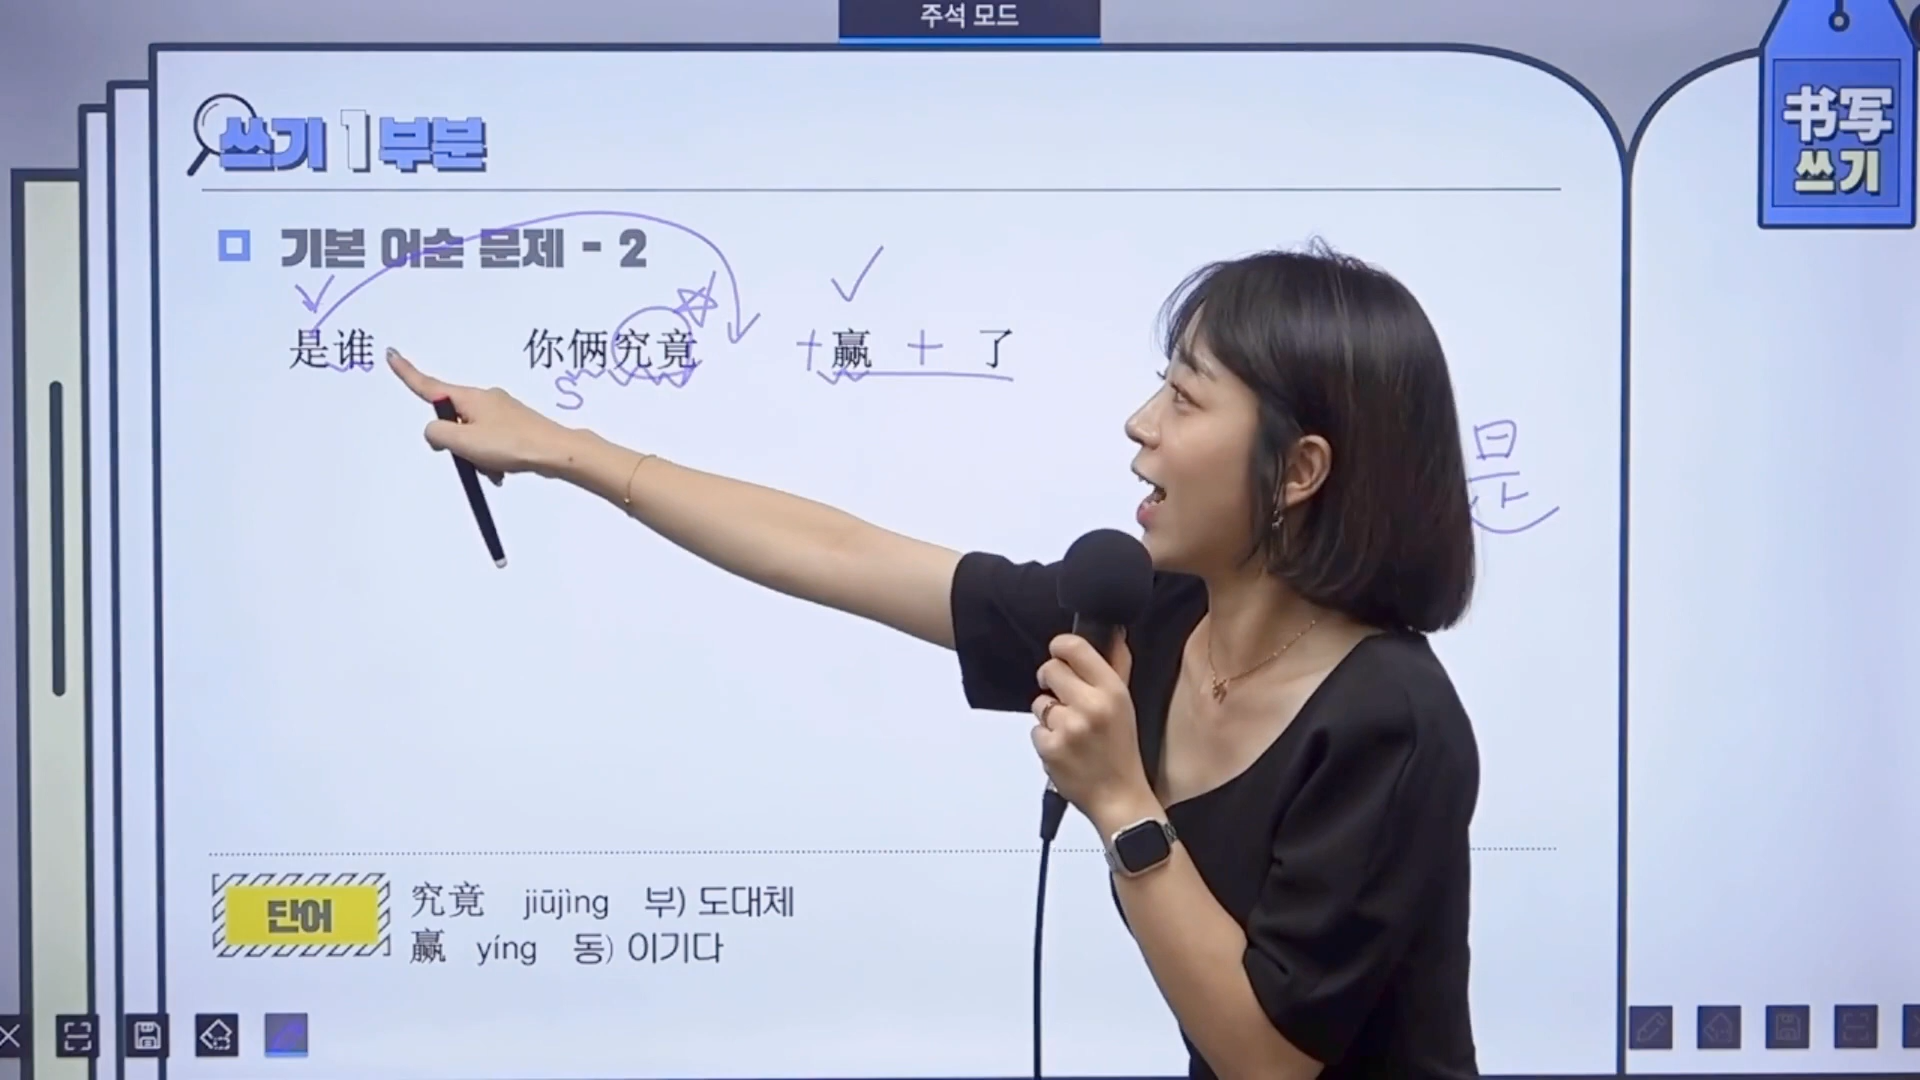 주석 모드
书写
쓰기
쓰기 1부분
기본 어순 문제 - 2
是谁 你俩究竟 + 赢 + 了
S
是
단어
究竟 jiūjìng 부) 도대체
赢 yíng 동) 이기다